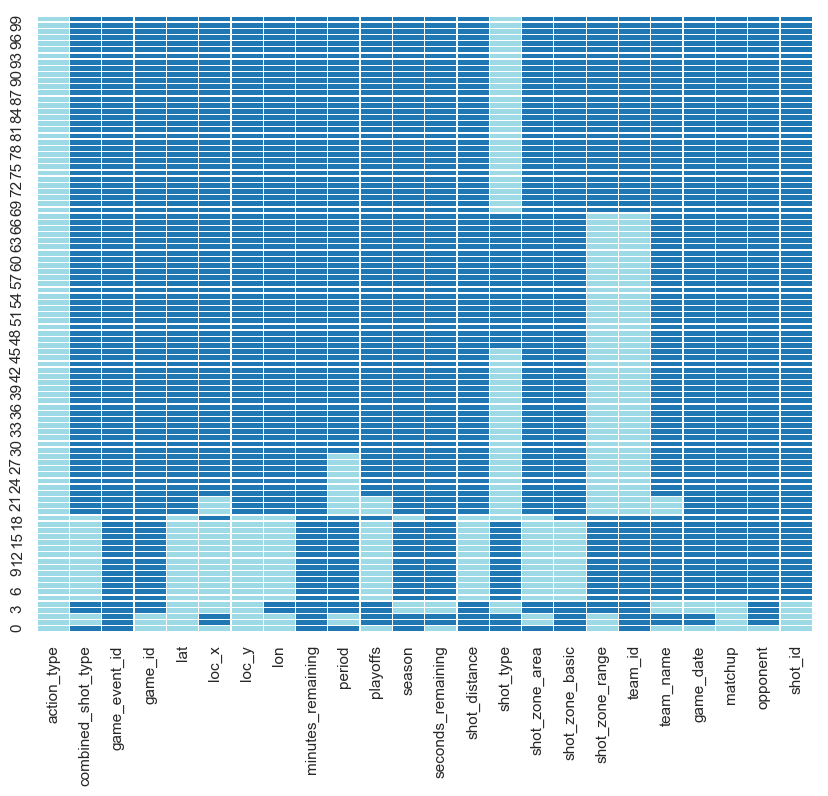 99
96
93
90
87
84
81
78
75
72
69
66
63
60
57
54
51
48
45
42
39
36
33
30
27
24
21
18
15
12
9
6
3
0
action_type
combined_shot_type
game_event_id
game_id
lat
loc_x
loc_y
lon
minutes_remaining
period
playoffs
season
seconds_remaining
shot_distance
shot_type
shot_zone_area
shot_zone_basic
shot_zone_range
team_id
team_name
game_date
matchup
opponent
shot_id